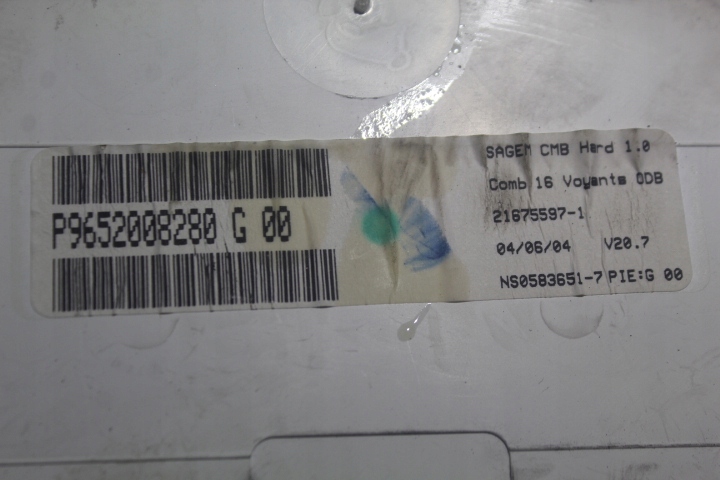 P9652008280 G 00
SAGEM CMB Hard 1.0
Comb 16 Voyants ODB
21675597-1
04/06/04 V20.7
NS0583651-7 PIE:G 00